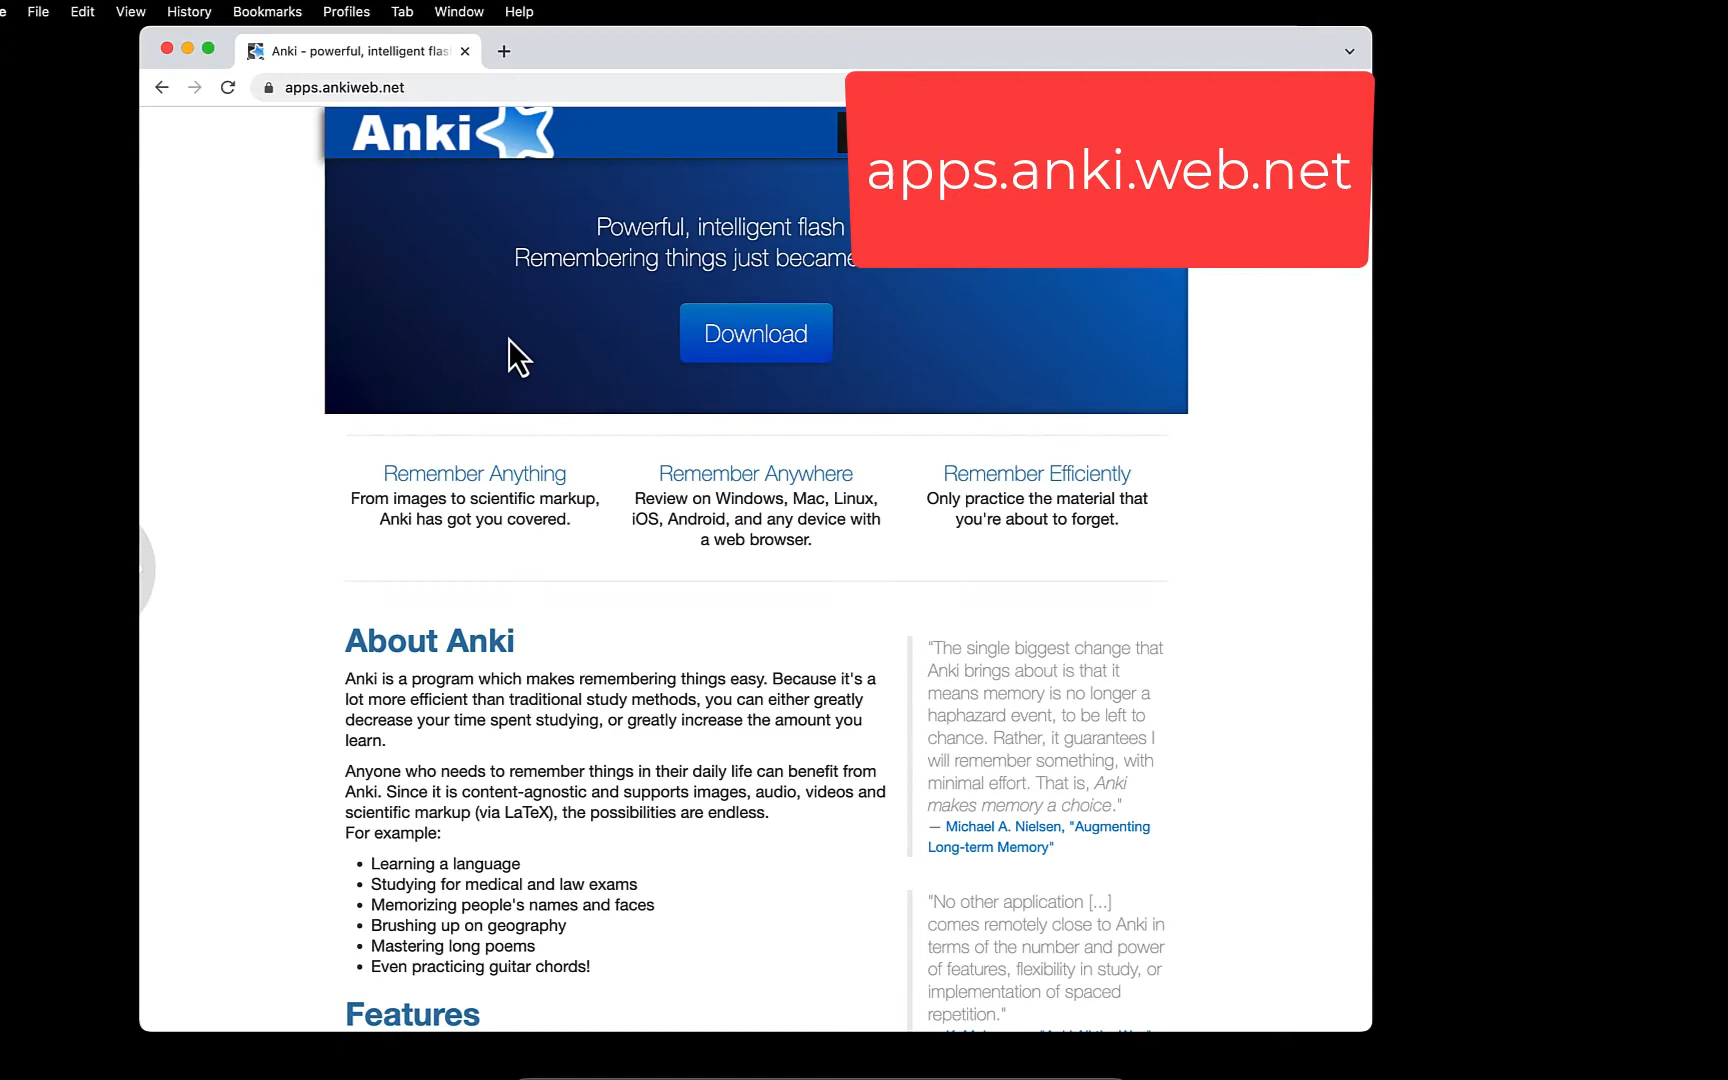 File Edit View History Bookmarks Profiles Tab Window Help
Anki - powerful, intelligent flas
apps.ankiweb.net
Anki
apps.anki.web.net
Powerful, intelligent flash
Remembering things just became
Download
Remember Anything
From images to scientific markup,
Anki has got you covered.
Remember Anywhere
Review on Windows, Mac, Linux,
iOS, Android, and any device with
a web browser.
Remember Efficiently
Only practice the material that
you're about to forget.
About Anki
Anki is a program which makes remembering things easy. Because it's a
lot more efficient than traditional study methods, you can either greatly
decrease your time spent studying, or greatly increase the amount you
learn.
Anyone who needs to remember things in their daily life can benefit from
Anki. Since it is content-agnostic and supports images, audio, videos and
scientific markup (via LaTeX), the possibilities are endless.
For example:
• Learning a language
• Studying for medical and law exams
• Memorizing people's names and faces
• Brushing up on geography
• Mastering long poems
• Even practicing guitar chords!
Features
"The single biggest change that
Anki brings about is that it
means memory is no longer a
haphazard event, to be left to
chance. Rather, it guarantees I
will remember something, with
minimal effort. That is, Anki
makes memory a choice."
— Michael A. Nielsen, "Augmenting
Long-term Memory"
"No other application [...]
comes remotely close to Anki in
terms of the number and power
of features, flexibility in study, or
implementation of spaced
repetition."